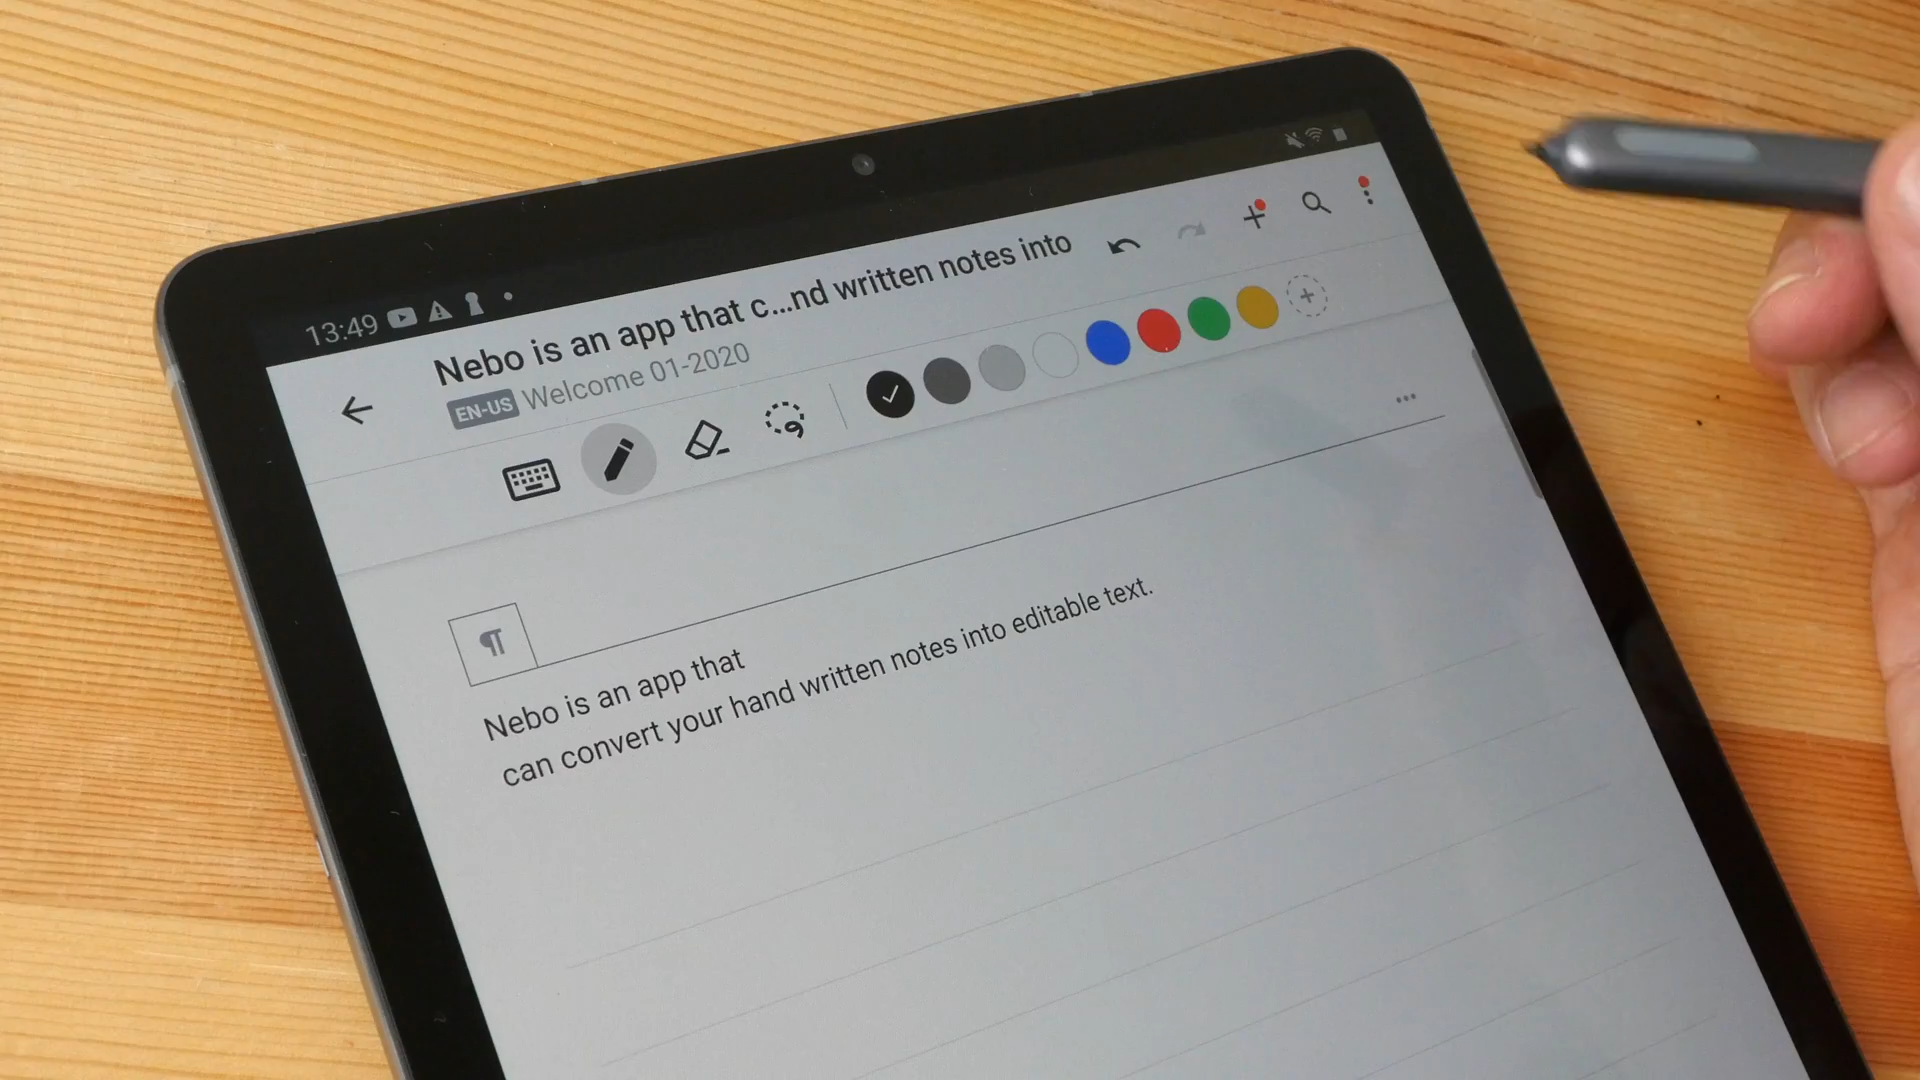 13:49
Nebo is an app that c...nd written notes into
EN-US Welcome 01-2020
¶
Nebo is an app that
can convert your hand written notes into editable text.